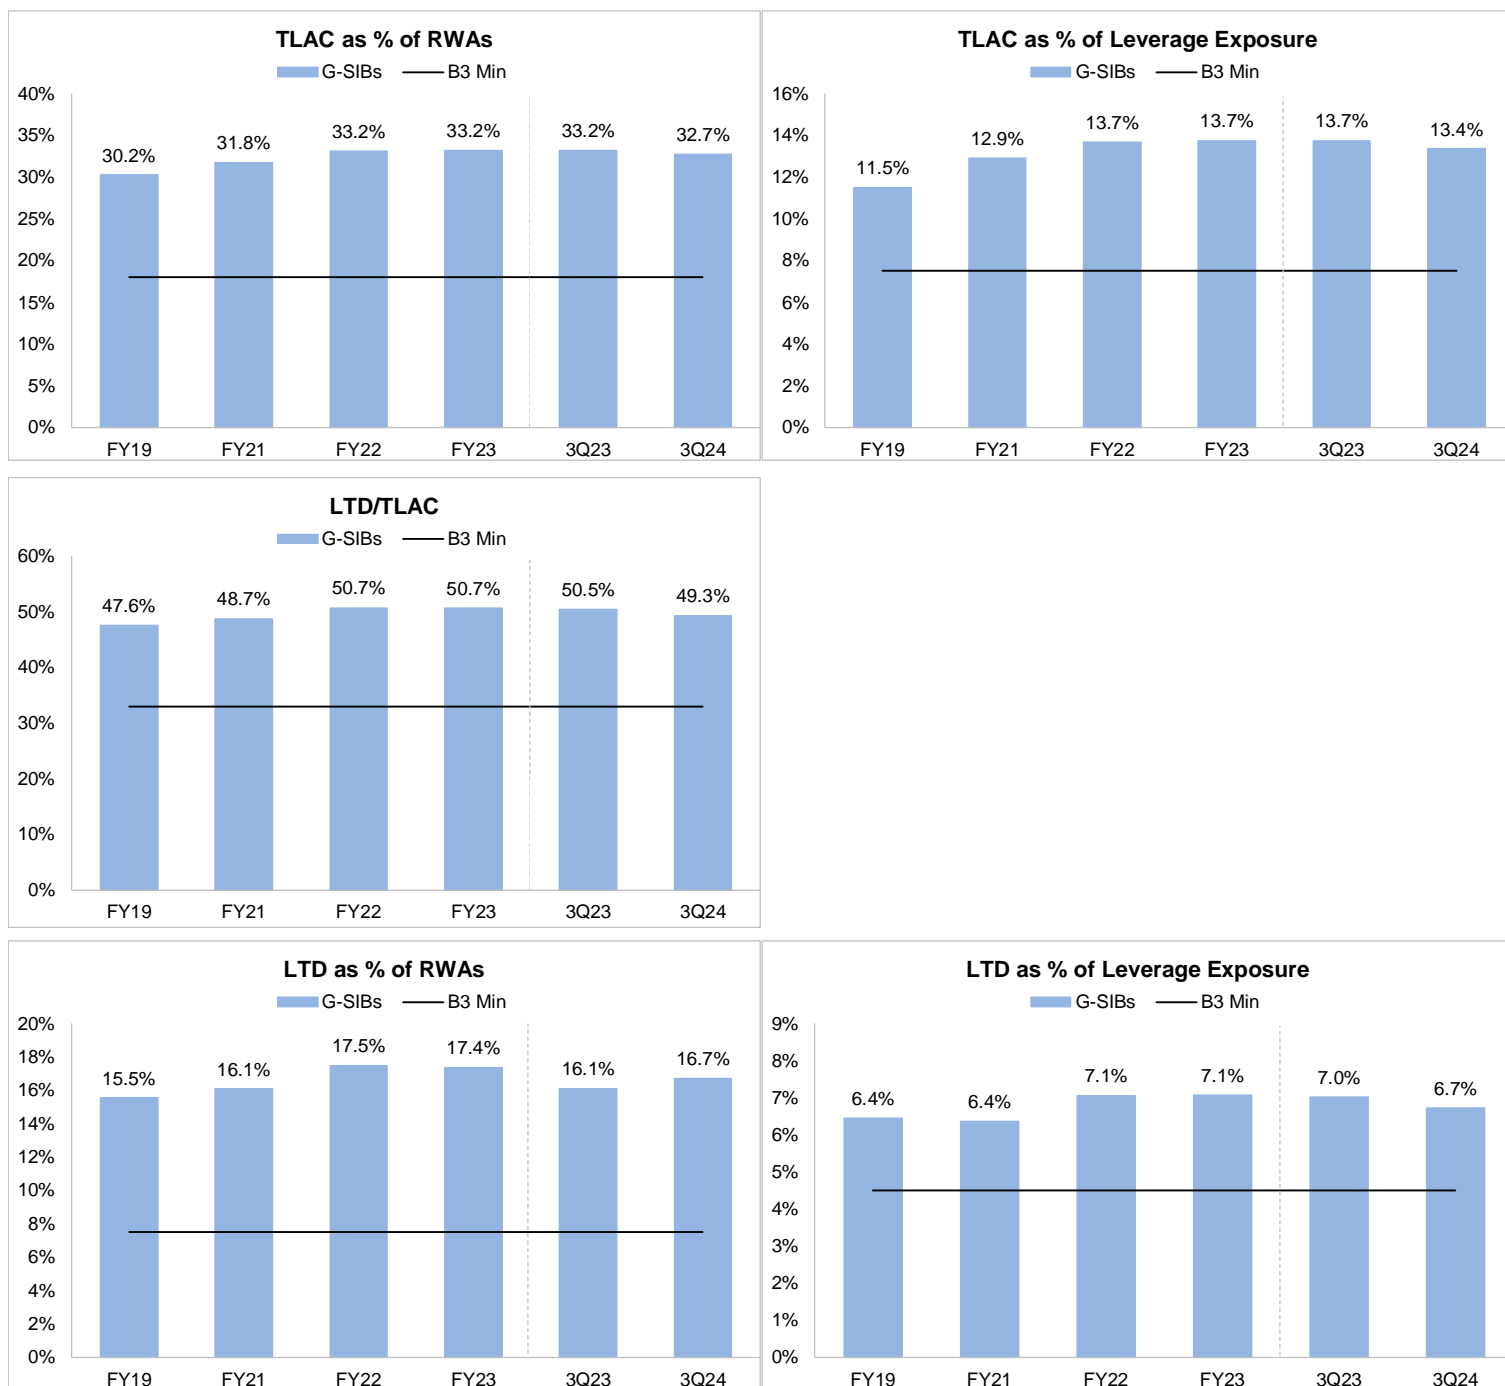 TLAC as % of RWAs
G-SIBs B3 Min
40%
35%
30%
25%
20%
15%
10%
5%
0%
30.2% 31.8% 33.2% 33.2% 33.2% 32.7%
FY19 FY21 FY22 FY23 3Q23 3Q24
TLAC as % of Leverage Exposure
G-SIBs B3 Min
16%
14%
12%
10%
8%
6%
4%
2%
0%
11.5% 12.9% 13.7% 13.7% 13.7% 13.4%
FY19 FY21 FY22 FY23 3Q23 3Q24
LTD/TLAC
G-SIBs B3 Min
60%
50%
40%
30%
20%
10%
0%
47.6% 48.7% 50.7% 50.7% 50.5% 49.3%
FY19 FY21 FY22 FY23 3Q23 3Q24
LTD as % of RWAs
G-SIBs B3 Min
20%
18%
16%
14%
12%
10%
8%
6%
4%
2%
0%
15.5% 16.1% 17.5% 17.4% 16.1% 16.7%
FY19 FY21 FY22 FY23 3Q23 3Q24
LTD as % of Leverage Exposure
G-SIBs B3 Min
9%
8%
7%
6%
5%
4%
3%
2%
1%
0%
6.4% 6.4% 7.1% 7.1% 7.0% 6.7%
FY19 FY21 FY22 FY23 3Q23 3Q24